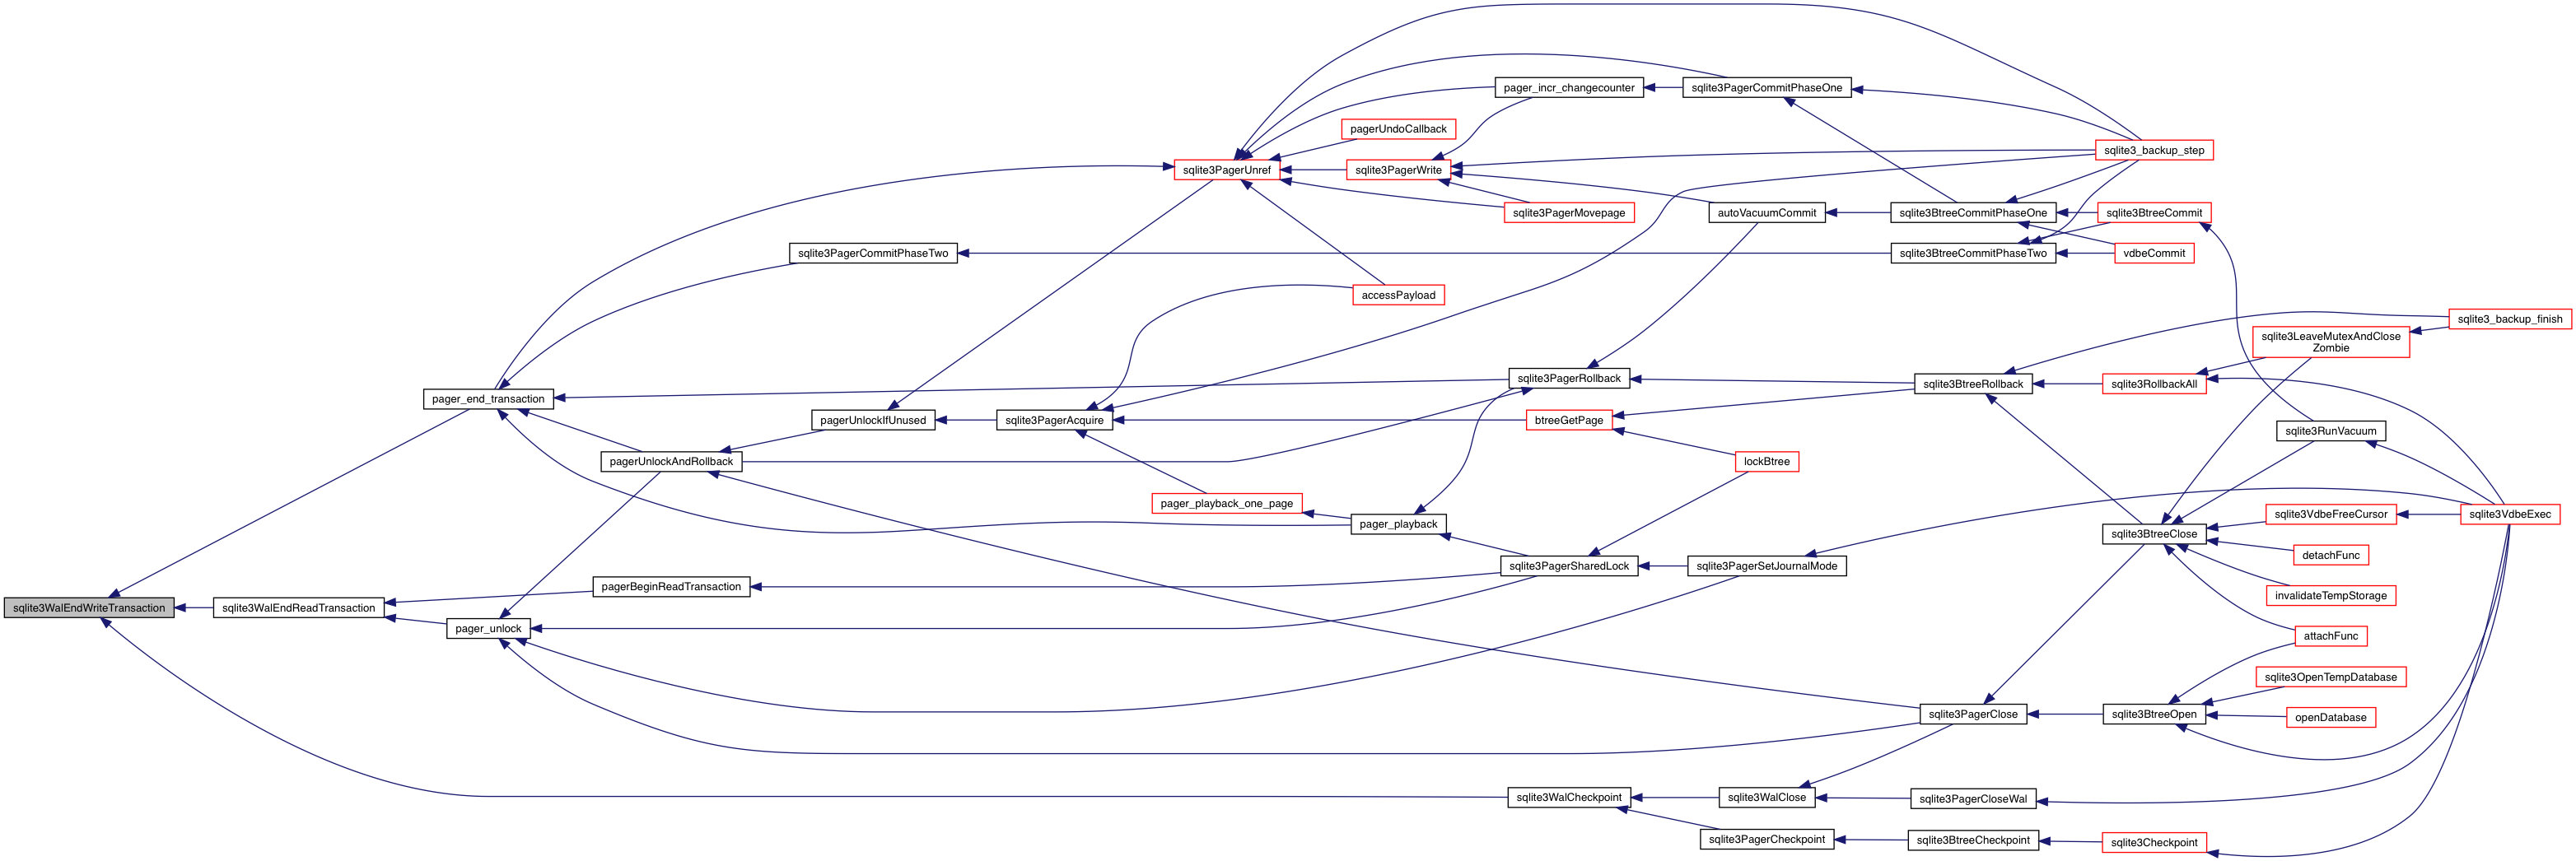 pager_incr_changecounter
sqlite3PagerCommitPhaseOne
pagerUndoCallback
sqlite3_backup_step
sqlite3PagerUnref
sqlite3PagerWrite
sqlite3PagerMovepage
autoVacuumCommit
sqlite3BtreeCommitPhaseOne
sqlite3BtreeCommit
sqlite3PagerCommitPhaseTwo
sqlite3BtreeCommitPhaseTwo
vdbeCommit
accessPayload
sqlite3_backup_finish
sqlite3LeaveMutexAndClose
Zombie
sqlite3PagerRollback
sqlite3BtreeRollback
sqlite3RollbackAll
pager_end_transaction
pagerUnlockIfUnused
sqlite3PagerAcquire
btreeGetPage
sqlite3RunVacuum
pagerUnlockAndRollback
lockBtree
pager_playback_one_page
sqlite3VdbeFreeCursor
sqlite3VdbeExec
pager_playback
sqlite3BtreeClose
detachFunc
sqlite3PagerSharedLock
sqlite3PagerSetJournalMode
pagerBeginReadTransaction
invalidateTempStorage
sqlite3WalEndWriteTransaction
sqlite3WalEndReadTransaction
pager_unlock
attachFunc
sqlite3OpenTempDatabase
sqlite3PagerClose
sqlite3BtreeOpen
openDatabase
sqlite3WalCheckpoint
sqlite3WalClose
sqlite3PagerCloseWal
sqlite3PagerCheckpoint
sqlite3BtreeCheckpoint
sqlite3Checkpoint